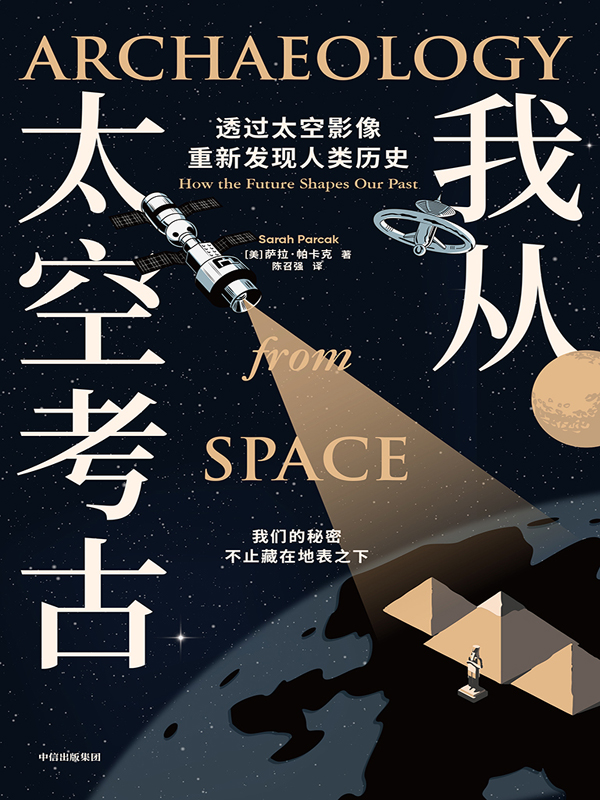 ARCHAEOLOGY
我从
太空考古
透过太空影像
重新发现人类历史
How the Future Shapes Our Past
Sarah Parcak
[美]萨拉·帕卡克 著
陈召强 译
from
SPACE
我们的秘密
不止藏在地表之下
中信出版集团